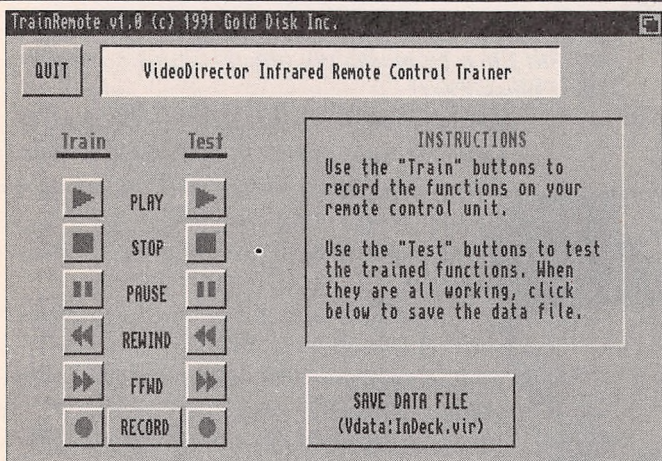 TrainRemote v1.0 (c) 1991 Gold Disk Inc.
QUIT
VideoDirector Infrared Remote Control Trainer
Train Test
PLAY
STOP
PAUSE
REWIND
FFWD
RECORD
INSTRUCTIONS
Use the "Train" buttons to
record the functions on your
remote control unit.
Use the "Test" buttons to test
the trained functions. When
they are all working, click
below to save the data file.
SAVE DATA FILE
(Vdata:InDeck.vir)